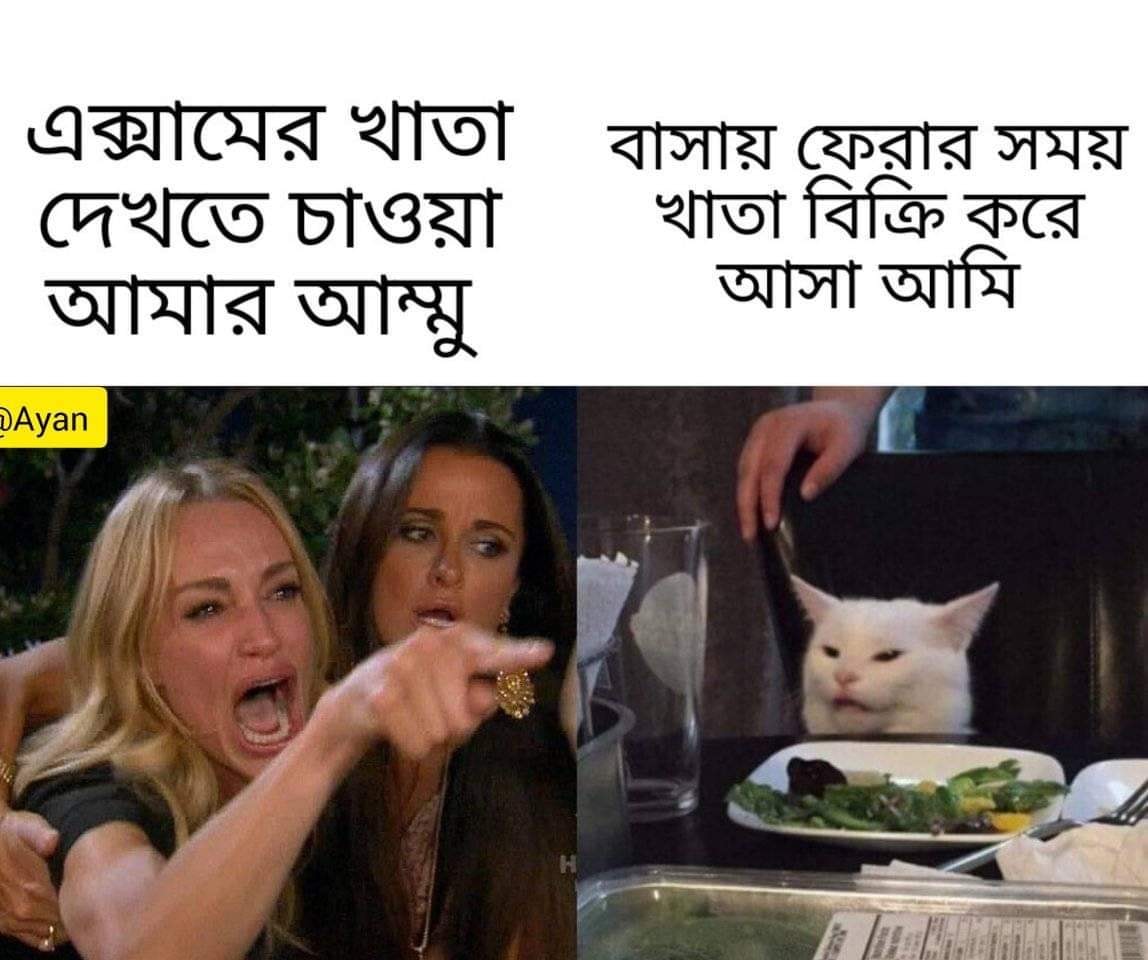 এক্সামের খাতা
দেখতে চাওয়া
আমার আম্মু
বাসায় ফেরার সময়
খাতা বিক্রি করে
আসা আমি
@Ayan